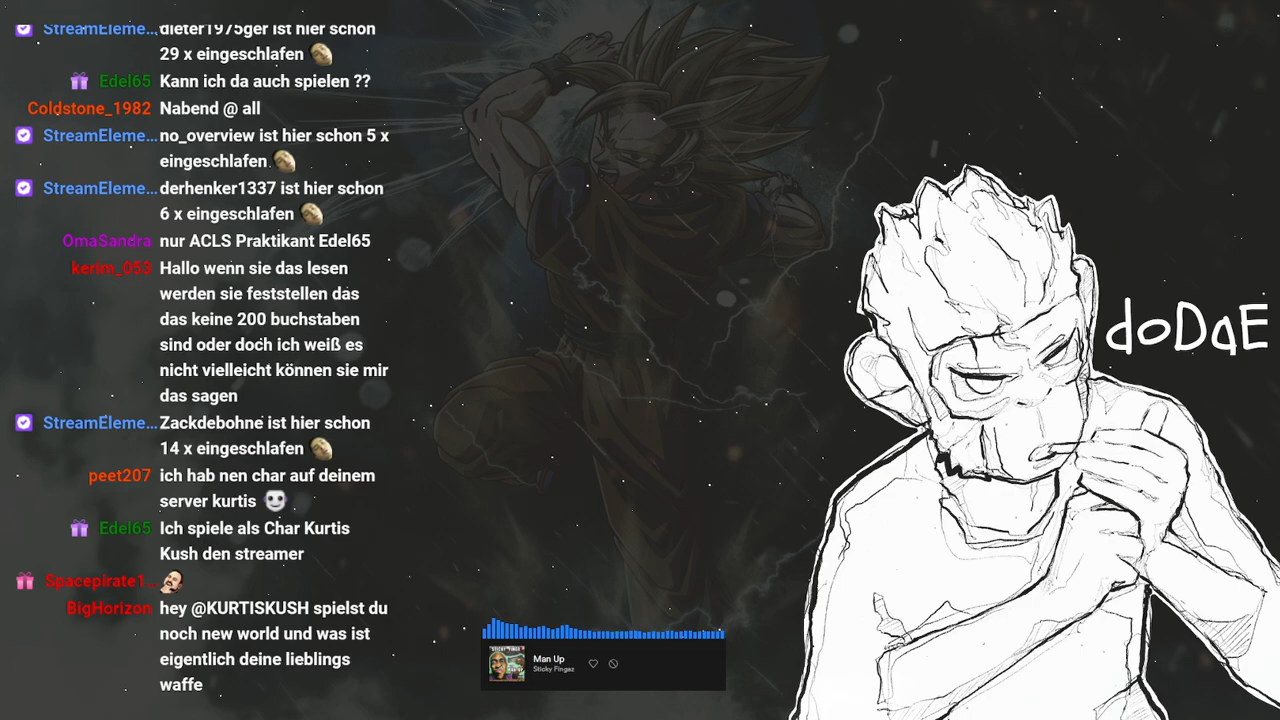 StreamEleme... dieter1975ger ist hier schon
29 x eingeschlafen
Edel65 Kann ich da auch spielen ??
Coldstone_1982 Nabend @ all
StreamEleme... no_overview ist hier schon 5 x
eingeschlafen
StreamEleme... derhenker1337 ist hier schon
6 x eingeschlafen
OmaSandra nur ACLS Praktikant Edel65
kerim_053 Hallo wenn sie das lesen
werden sie feststellen das
das keine 200 buchstaben
sind oder doch ich weiß es
nicht vielleicht können sie mir
das sagen
StreamEleme... Zackdebohne ist hier schon
14 x eingeschlafen
peet207 ich hab nen char auf deinem
server kurtis
Edel65 Ich spiele als Char Kurtis
Kush den streamer
Spacepirate1...
BigHorizon hey @KURTISKUSH spielst du
noch new world und was ist
eigentlich deine lieblings
waffe
doDaE
Man Up
Sticky Fingaz